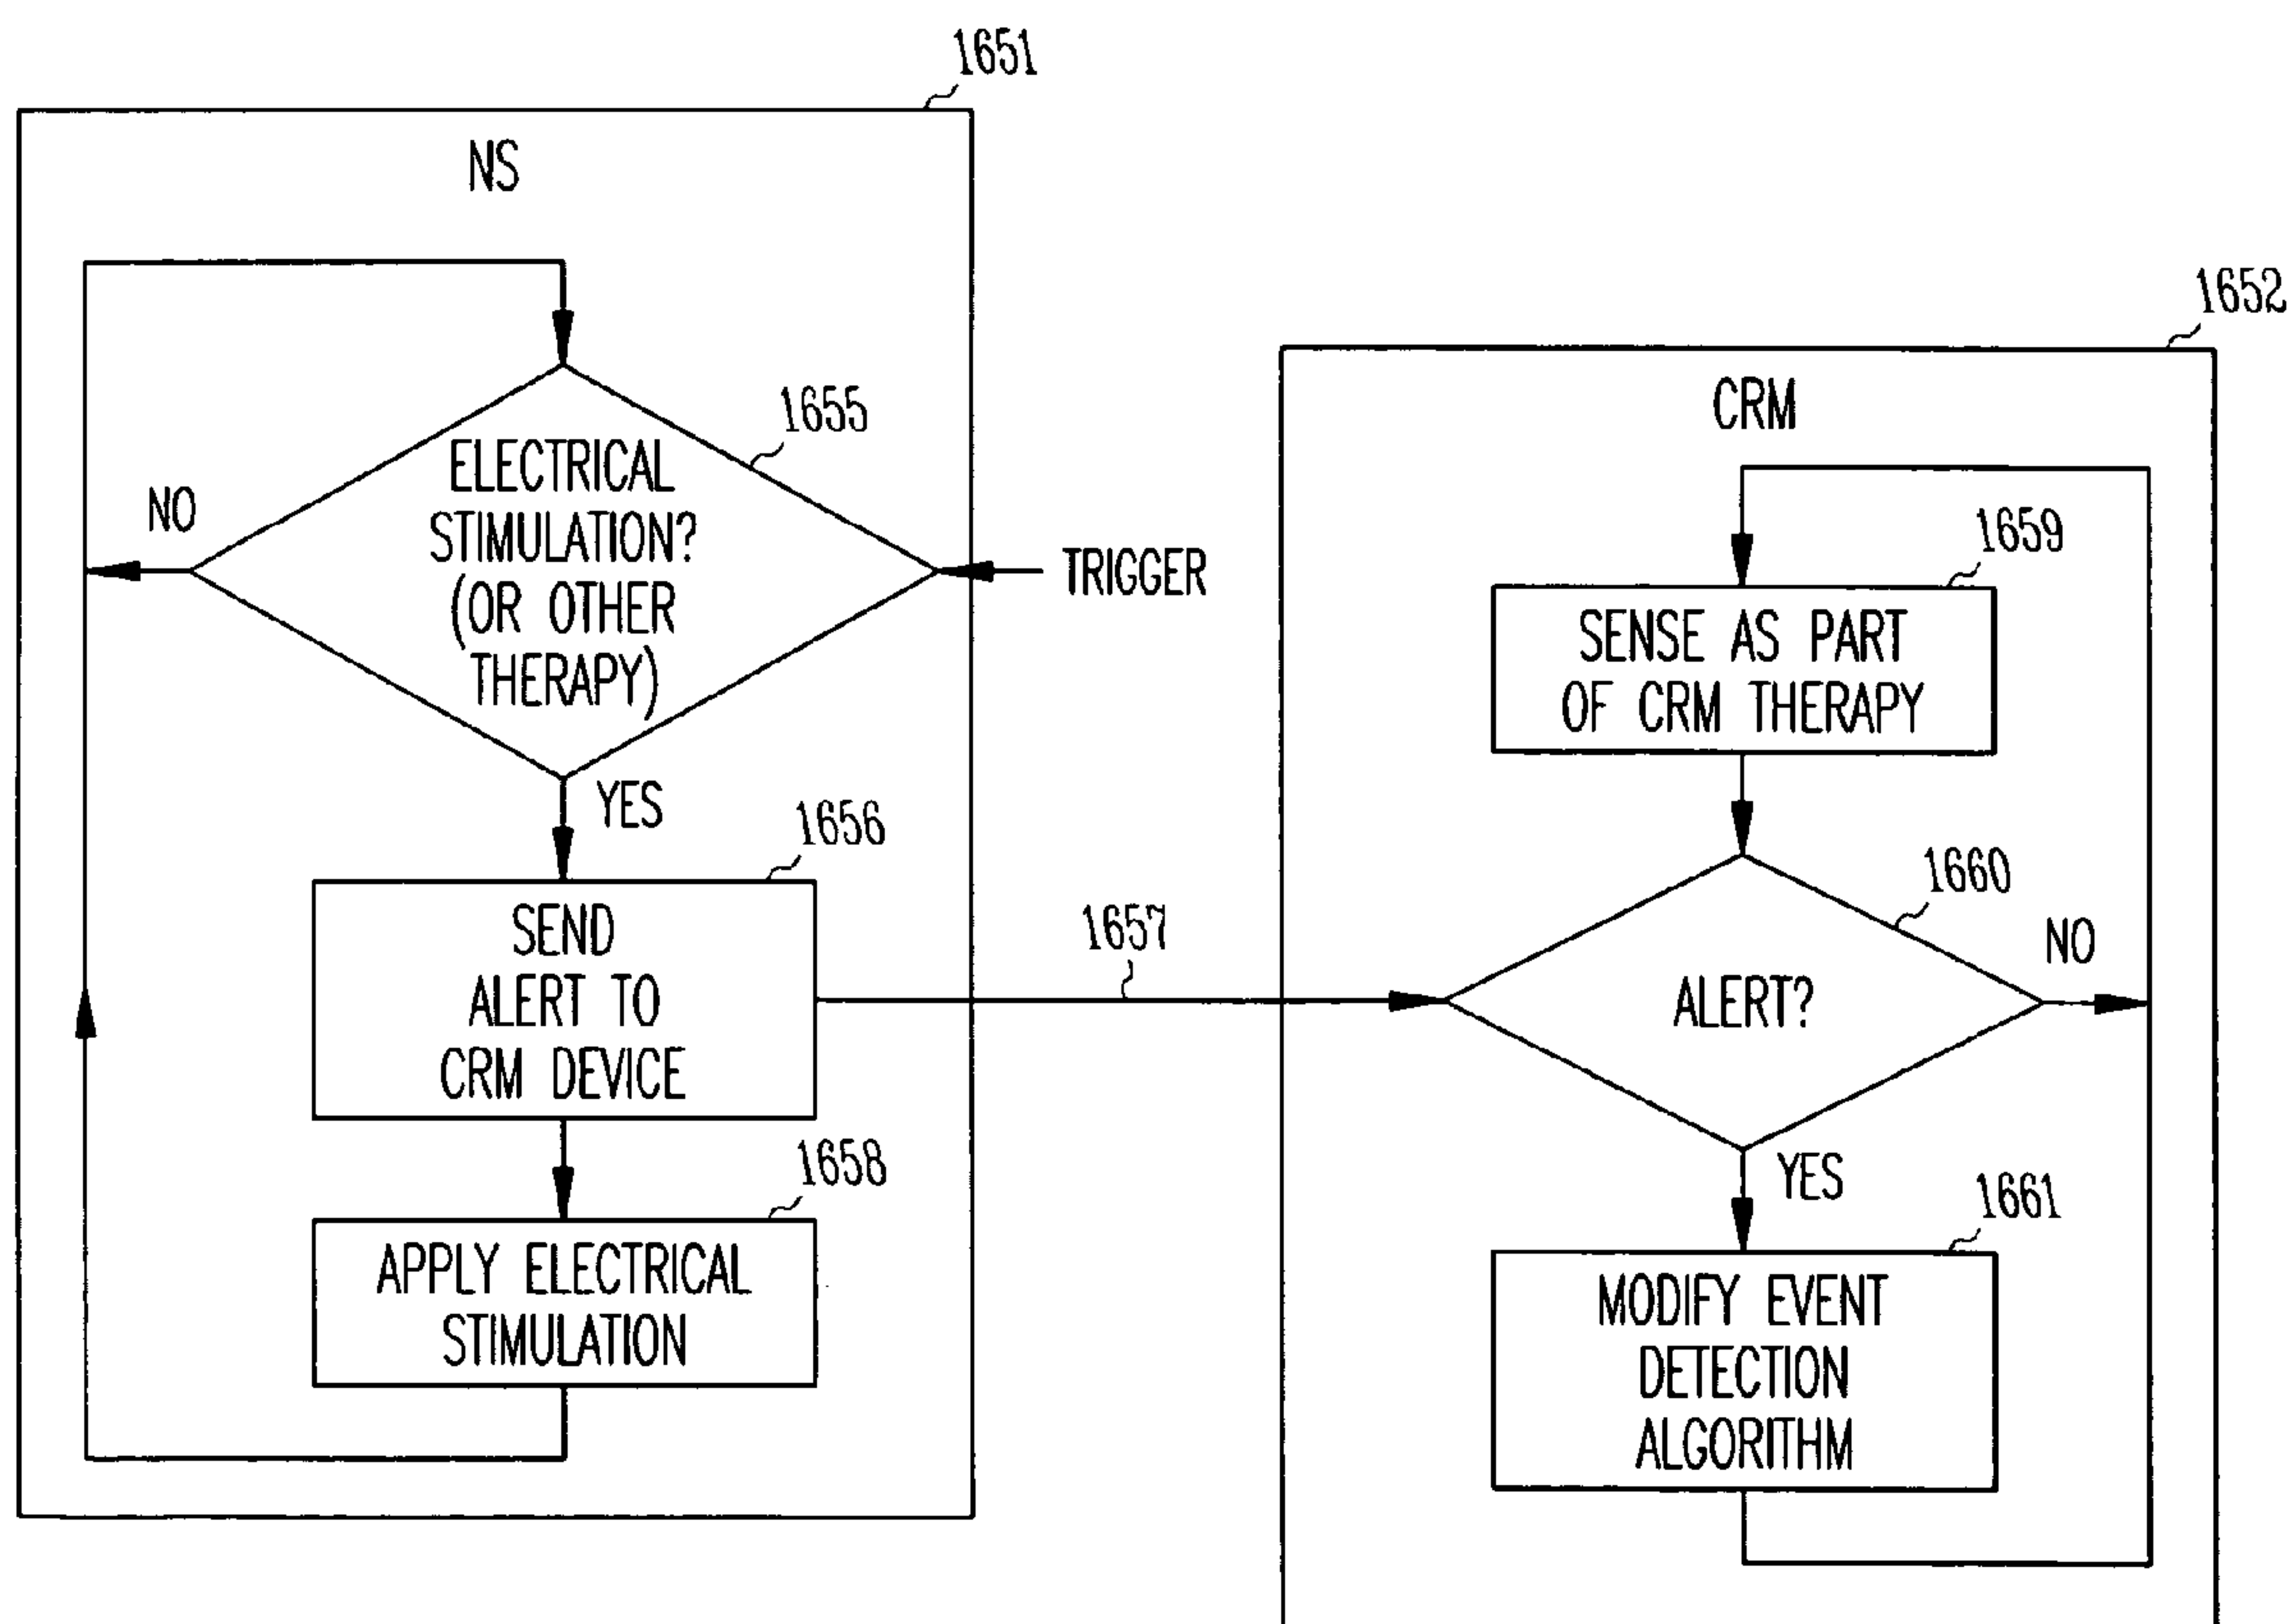 1651
NS
1655
ELECTRICAL
STIMULATION?
(OR OTHER
THERAPY)
NO
TRIGGER
YES
1656
SEND
ALERT TO
CRM DEVICE
1657
1658
APPLY ELECTRICAL
STIMULATION
1652
CRM
1659
SENSE AS PART
OF CRM THERAPY
1660
ALERT?
NO
YES
1661
MODIFY EVENT
DETECTION
ALGORITHM